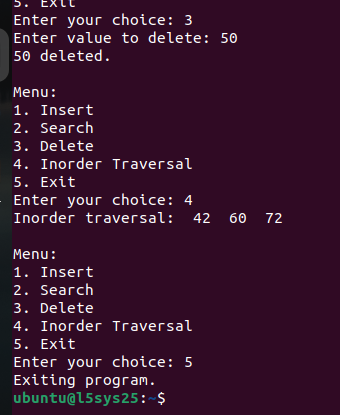 5. Exit
Enter your choice: 3
Enter value to delete: 50
50 deleted.
Menu:
1. Insert
2. Search
3. Delete
4. Inorder Traversal
5. Exit
Enter your choice: 4
Inorder traversal:  42  60  72
Menu:
1. Insert
2. Search
3. Delete
4. Inorder Traversal
5. Exit
Enter your choice: 5
Exiting program.
ubuntu@l5sys25:~$